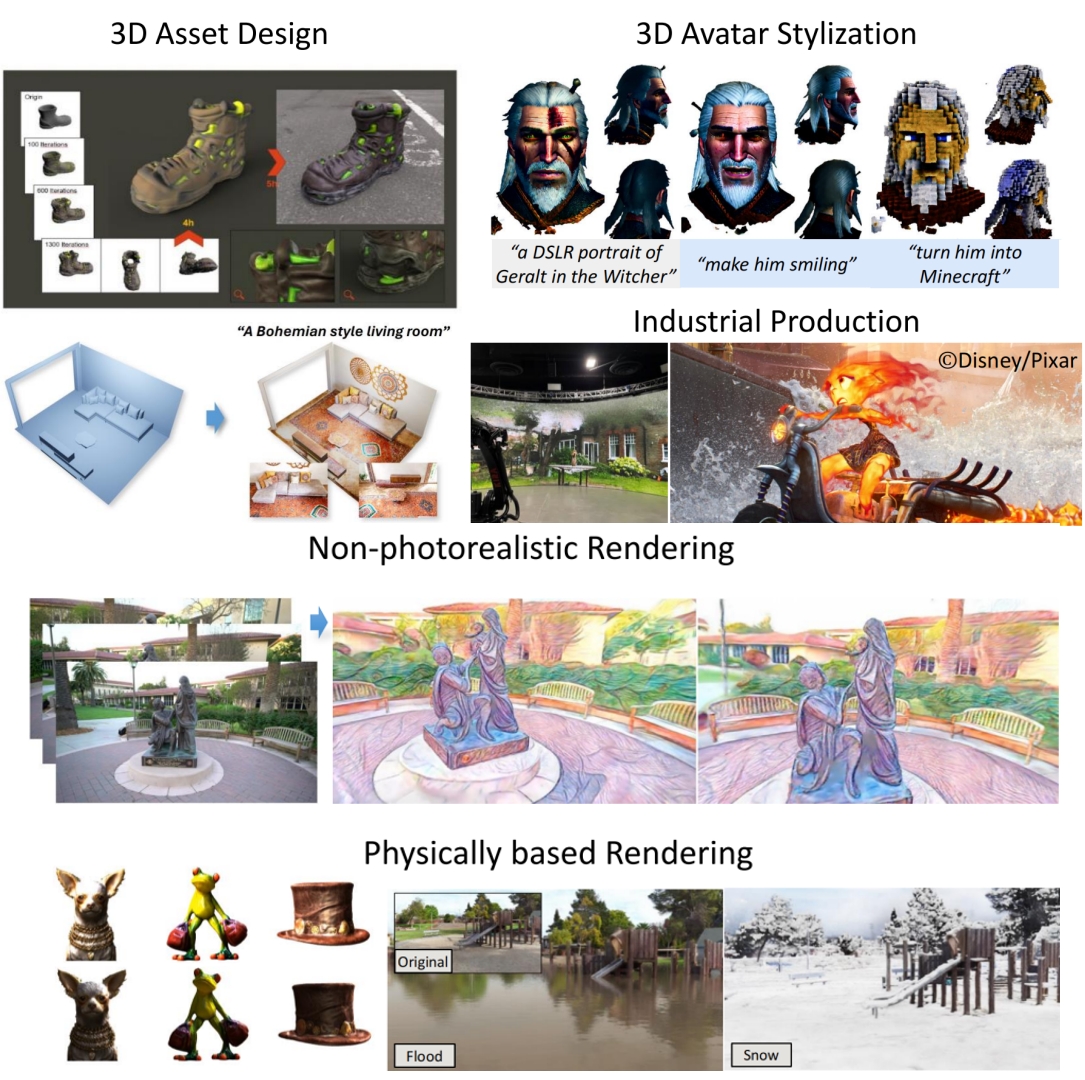 3D Asset Design
3D Avatar Stylization
Origin
100 Iterations
600 Iterations
1300 Iterations
4h
5h
“a DSLR portrait of
Geralt in the Witcher”
“make him smiling”
“turn him into
Minecraft”
“A Bohemian style living room”
Industrial Production
©Disney/Pixar
Non-photorealistic Rendering
Physically based Rendering
Original
Flood
Snow